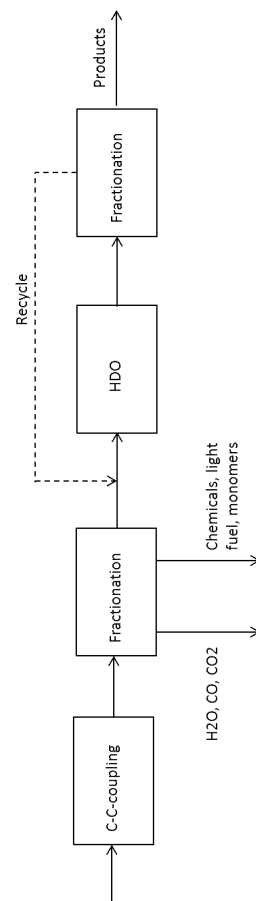 C-C-coupling
Fractionation
H2O, CO, CO2
Chemicals, light
fuel, monomers
HDO
Recycle
Fractionation
Products